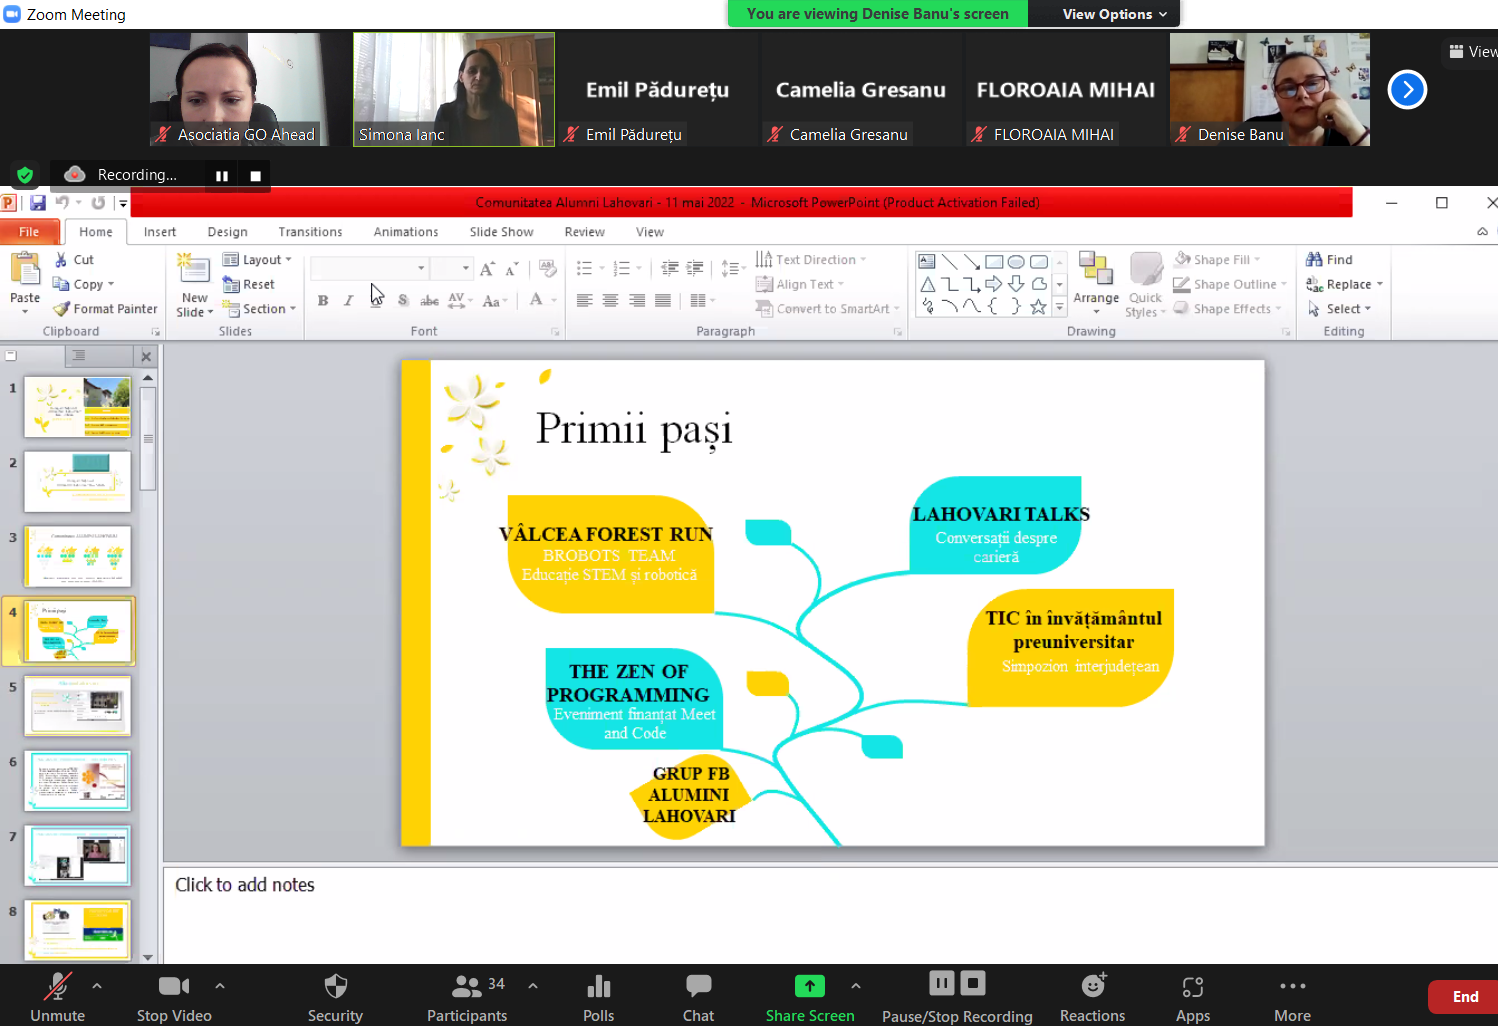 Zoom Meeting
You are viewing Denise Banu's screen
View Options
View
Emil Pădurețu
Camelia Gresanu
FLOROAIA MIHAI
Asociatia GO Ahead
Simona Ianc
Emil Pădurețu
Camelia Gresanu
FLOROAIA MIHAI
Denise Banu
Recording...
Comunitatea Alumni Lahovari - 11 mai 2022 - Microsoft PowerPoint (Product Activation Failed)
File
Home
Insert
Design
Transitions
Animations
Slide Show
Review
View
Paste
Cut
Copy
Format Painter
Clipboard
New Slide
Layout
Reset
Section
Slides
Font
Text Direction
Align Text
Convert to SmartArt
Paragraph
Arrange
Quick Styles
Shape Fill
Shape Outline
Shape Effects
Drawing
Find
Replace
Select
Editing
1
2
3
4
5
6
7
8
Primii pași
VÂLCEA FOREST RUN
BROBOTS TEAM
Educație STEM și robotică
LAHOVARI TALKS
Conversații despre
carieră
TIC în învățământul
preuniversitar
Simpozion interjudețean
THE ZEN OF
PROGRAMMING
Eveniment finanțat Meet
and Code
GRUP FB
ALUMINI
LAHOVARI
Click to add notes
Unmute
Stop Video
Security
Participants
34
Polls
Chat
Share Screen
Pause/Stop Recording
Reactions
Apps
More
End